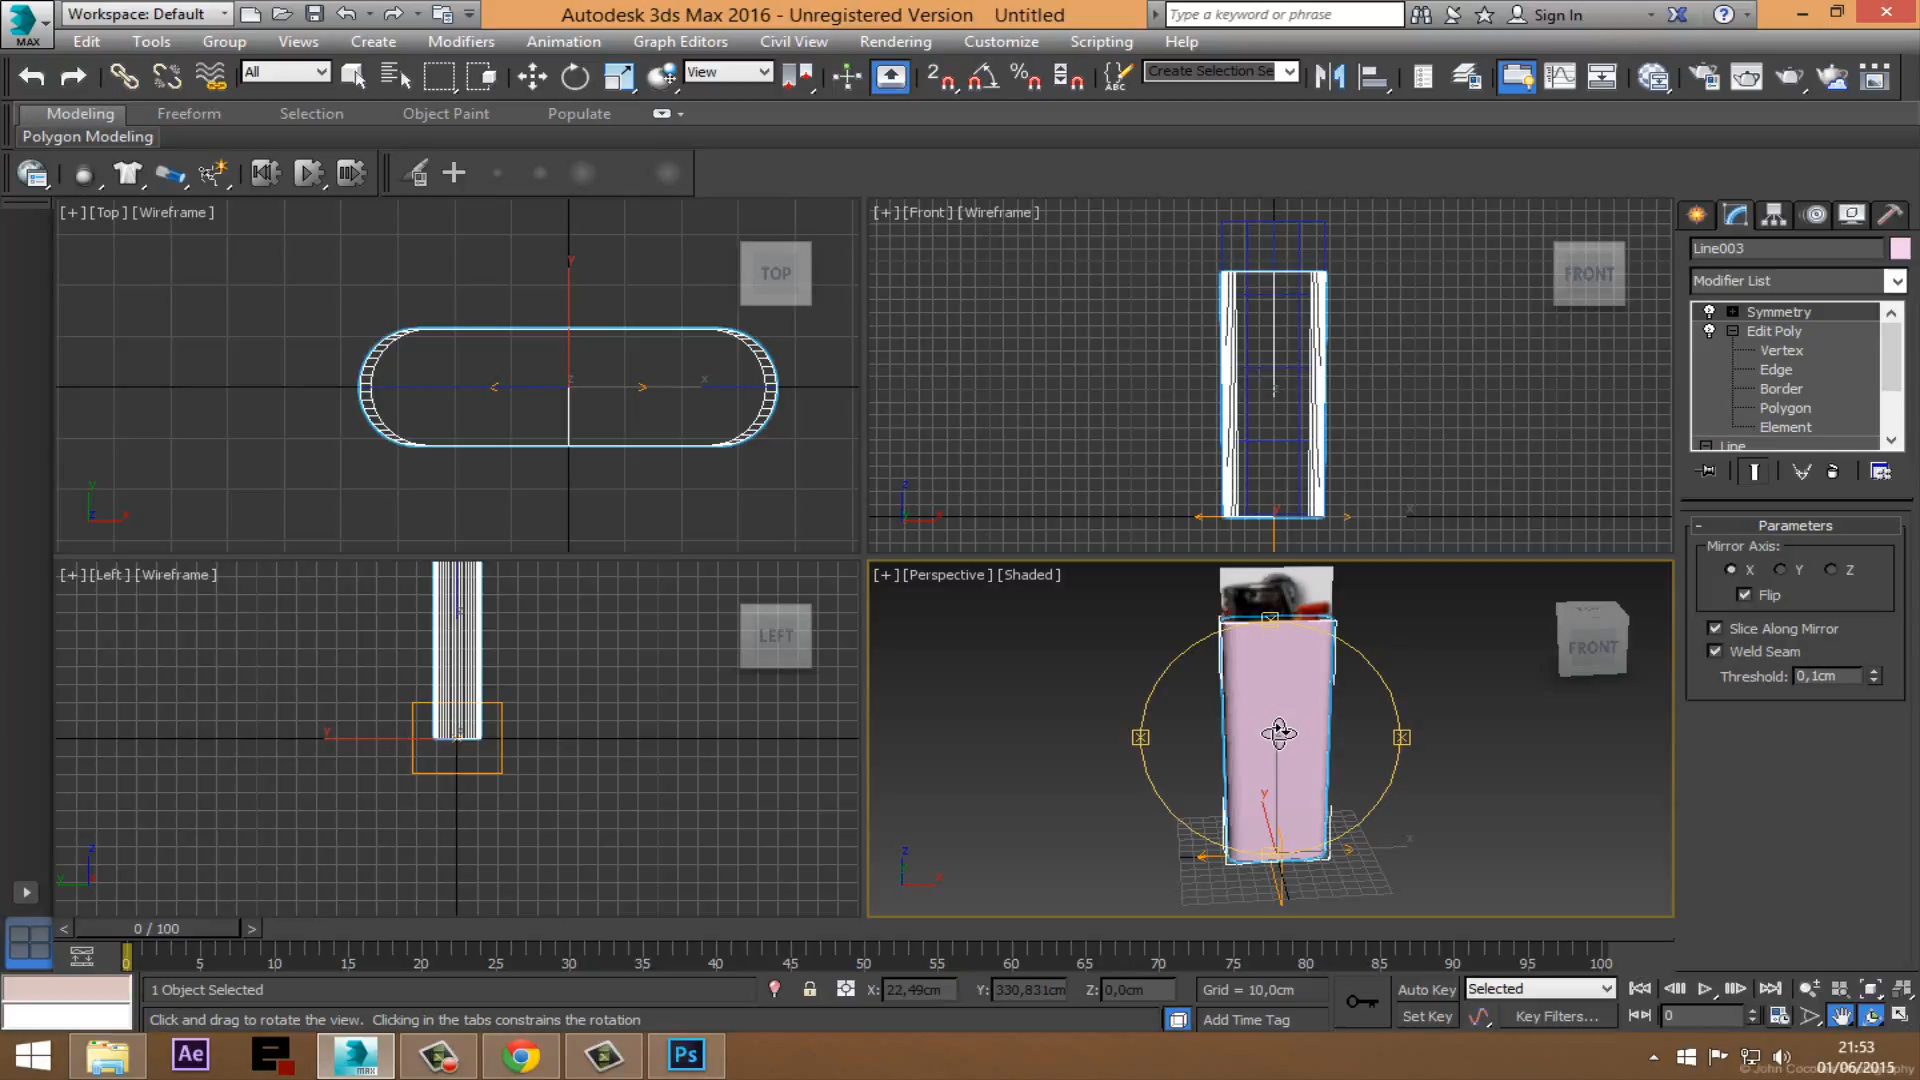 Workspace: Default
Autodesk 3ds Max 2016 - Unregistered Version Untitled
Type a keyword or phrase
Sign In
MAX
Edit Tools Group Views Create Modifiers Animation Graph Editors Civil View Rendering Customize Scripting Help
All
View
Create Selection Se
Modeling Freeform Selection Object Paint Populate
Polygon Modeling
[+] [Top] [Wireframe]
TOP
[+] [Front] [Wireframe]
FRONT
Line003
Modifier List
Symmetry
Edit Poly
Vertex
Edge
Border
Polygon
Element
Line
[+] [Left] [Wireframe]
LEFT
[+] [Perspective] [Shaded]
FRONT
Parameters
Mirror Axis:
X Y Z
Flip
Slice Along Mirror
Weld Seam
Threshold: 0,1cm
0 / 100
0 5 10 15 20 25 30 35 40 45 50 55 60 65 70 75 80 85 90 95 100
1 Object Selected
X: 22,49cm Y: 330,831cm Z: 0,0cm
Grid = 10,0cm
Auto Key Selected
Click and drag to rotate the view. Clicking in the tabs constrains the rotation
Add Time Tag
Set Key Key Filters...
0
Ae
MAX
Ps
21:53
01/06/2015